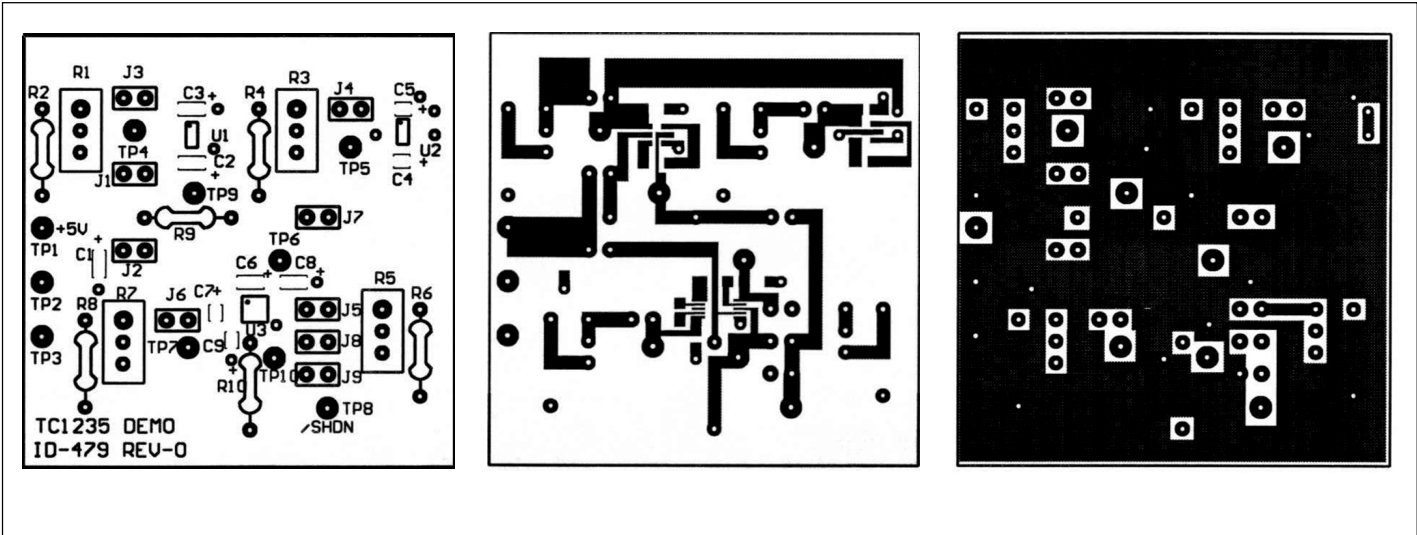 R1 J3 C3 + R4 R3 J4 C5
R2 + 
U1 U2
TP4 C2 TP5
+ C4 +
J1
TP9
+5V J7
TP1 R9 TP6
C1 + J2 C6 + C8 +
TP2 R5
R8 R7 J6 C7+ J5 R6
U3
TP3 TP7 C9 J8
+ R10 TP10 J9
TP8
/SHDN
TC1235 DEMO
ID-479 REV-0